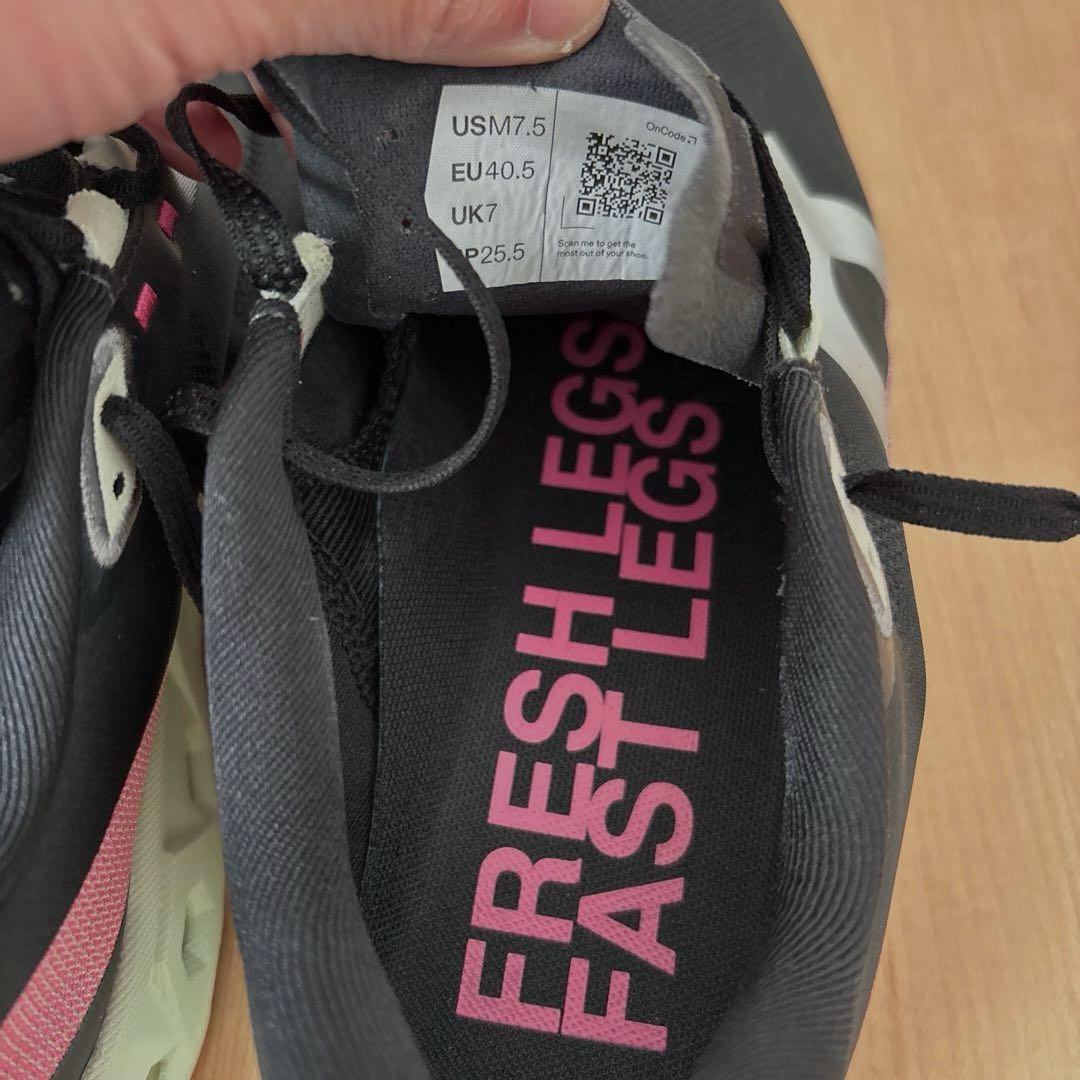 USM7.5
EU40.5
UK7
P25.5
OnCode
Scan me to get the
most out of your shoe.
FRESH LEGS
FAST LEGS